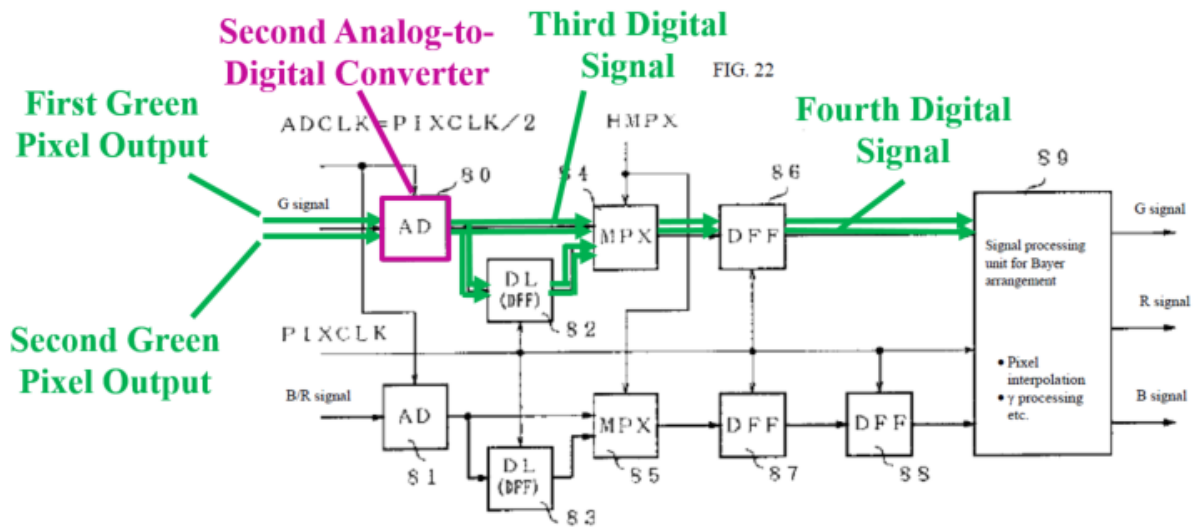 Second Analog-to-
Digital Converter
Third Digital
Signal
FIG. 22
First Green
Pixel Output
ADCLK=PIXCLK/2
HMPX
Fourth Digital
Signal
80
84
86
89
G signal
AD
MPX
DFF
G signal
Signal processing
unit for Bayer
arrangement
DL
(DFF)
82
R signal
Second Green
Pixel Output
PIXCLK
• Pixel
interpolation
• γ processing
etc.
B/R signal
AD
MPX
DFF
DFF
B signal
81
DL
(DFF)
85
87
88
83